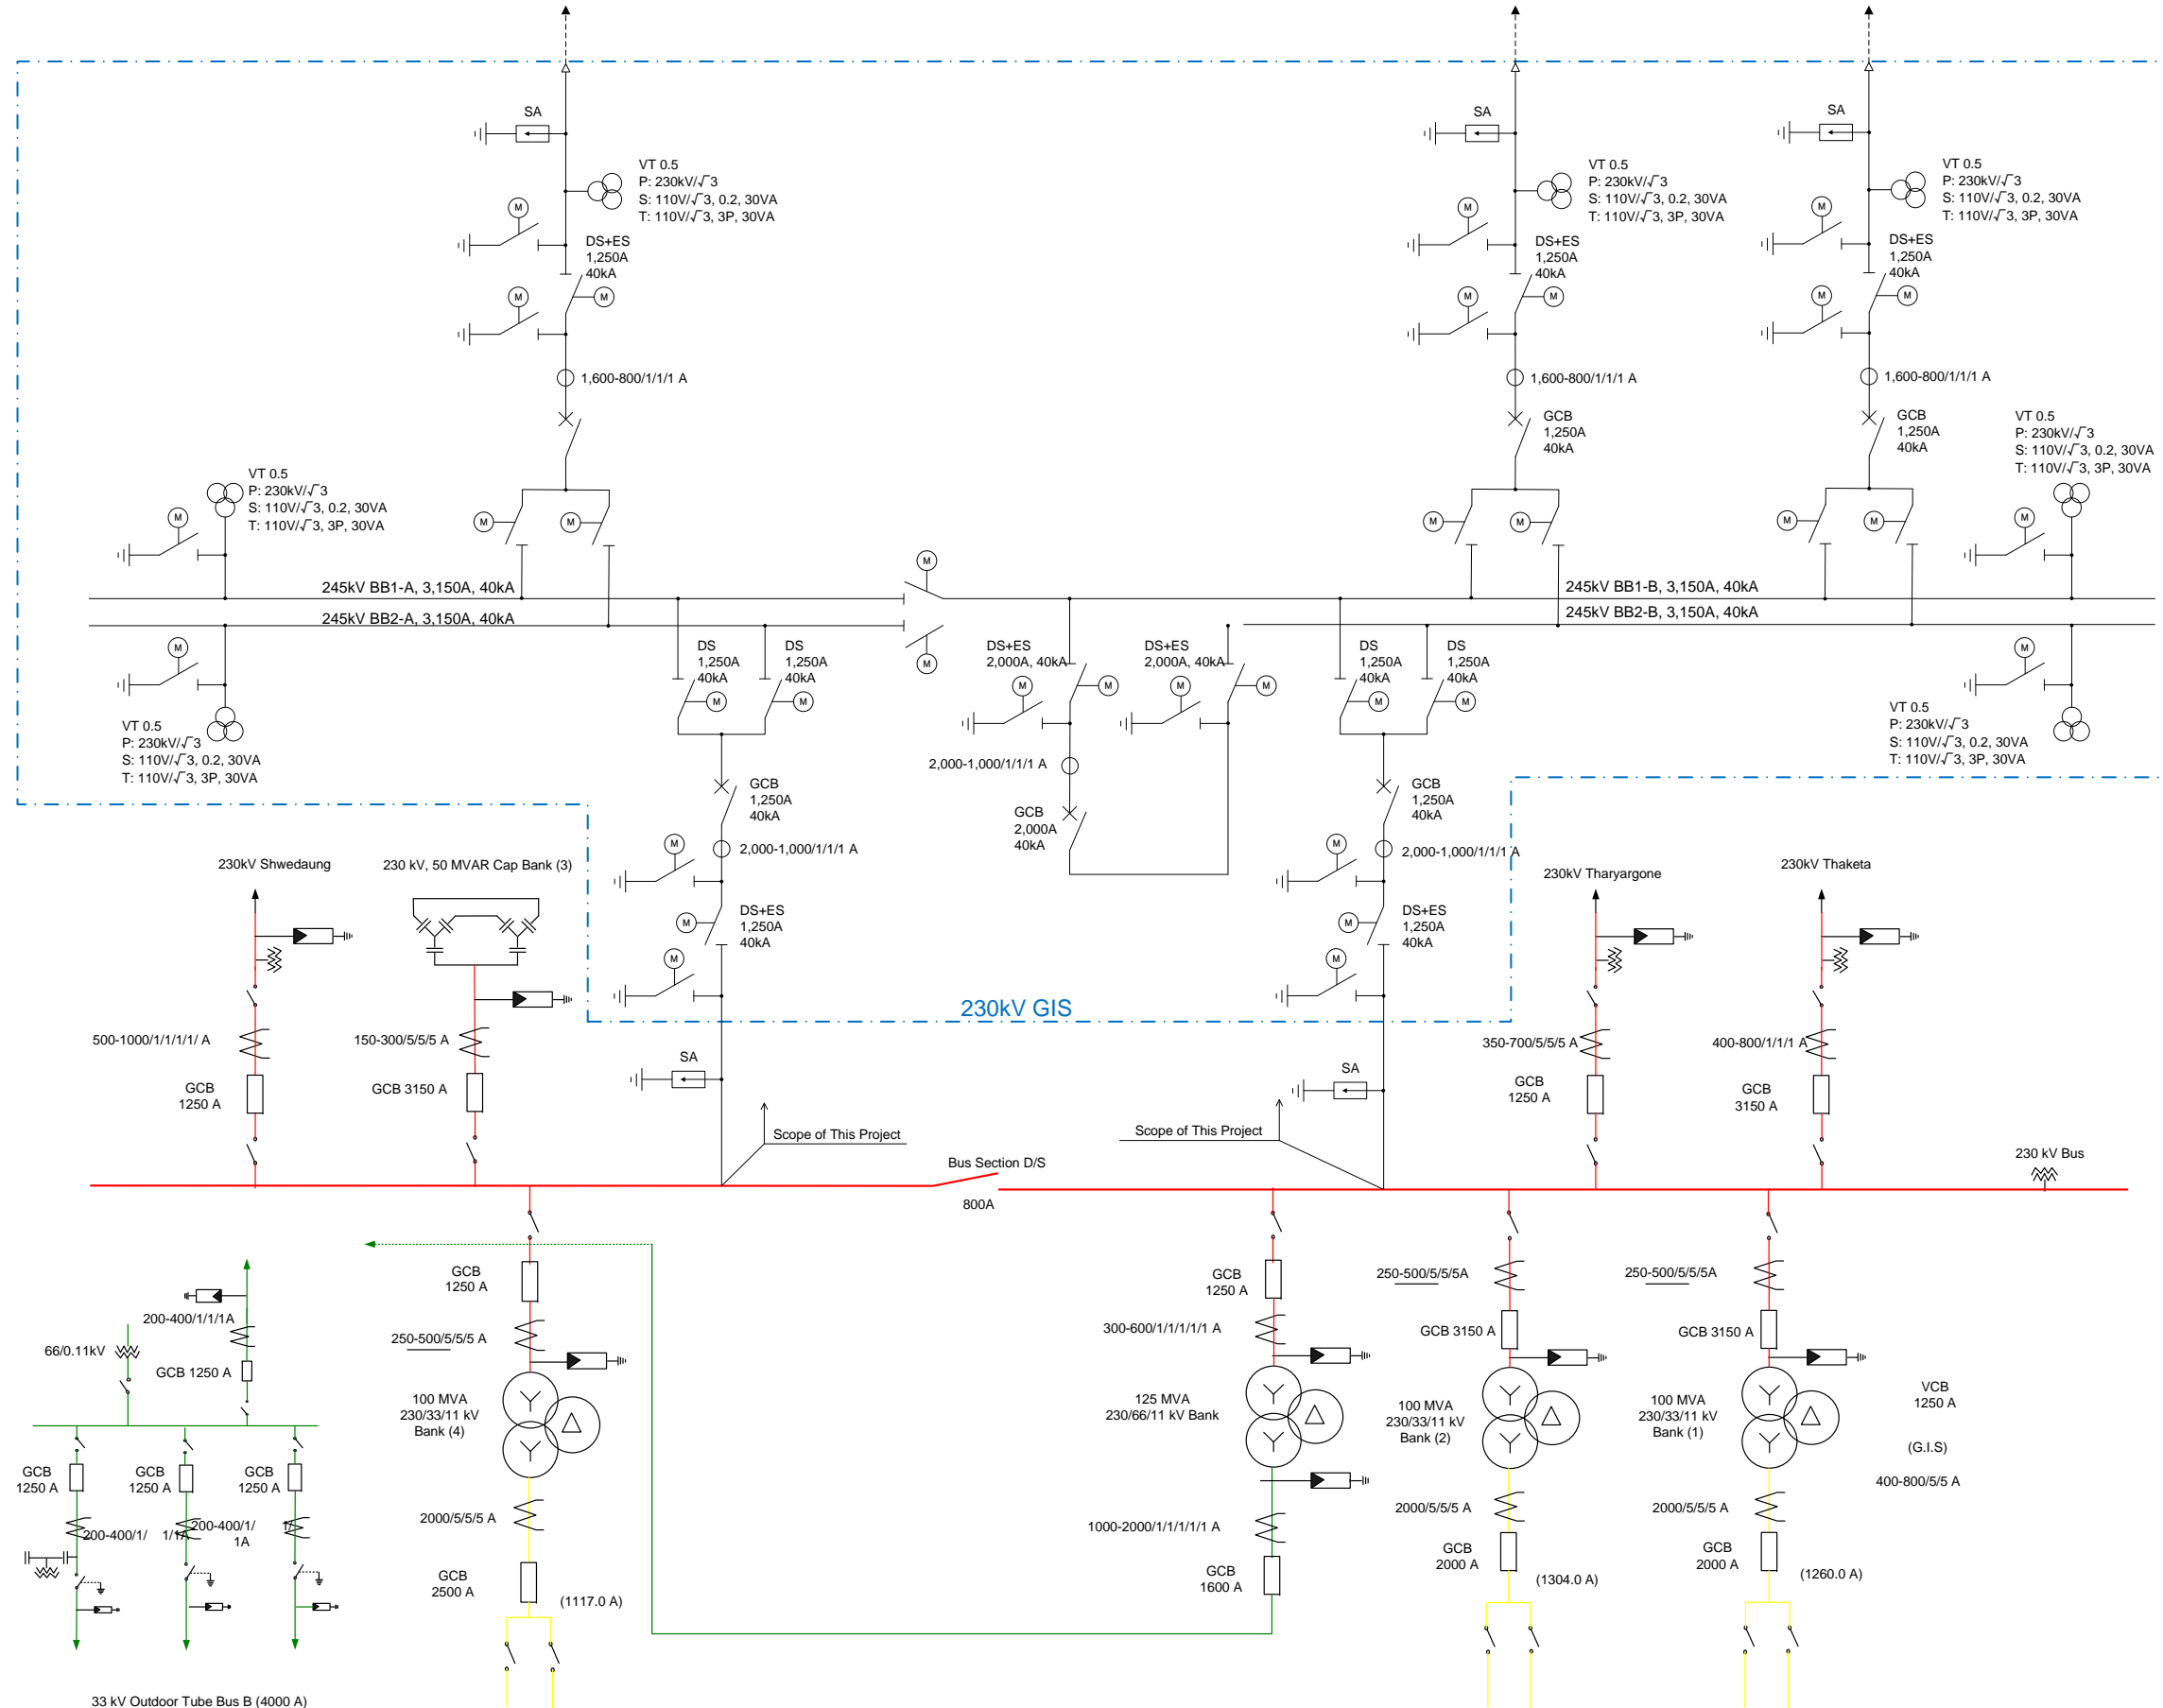 SA
VT 0.5
P: 230kV/√3
S: 110V/√3, 0.2, 30VA
T: 110V/√3, 3P, 30VA
M
DS+ES
1,250A
40kA
M
M
1,600-800/1/1/1 A
SA
VT 0.5
P: 230kV/√3
S: 110V/√3, 0.2, 30VA
T: 110V/√3, 3P, 30VA
M
DS+ES
1,250A
40kA
M
M
1,600-800/1/1/1 A
GCB
1,250A
40kA
SA
VT 0.5
P: 230kV/√3
S: 110V/√3, 0.2, 30VA
T: 110V/√3, 3P, 30VA
M
DS+ES
1,250A
40kA
M
M
1,600-800/1/1/1 A
GCB
1,250A
40kA
VT 0.5
P: 230kV/√3
S: 110V/√3, 0.2, 30VA
T: 110V/√3, 3P, 30VA
M
VT 0.5
P: 230kV/√3
S: 110V/√3, 0.2, 30VA
T: 110V/√3, 3P, 30VA
M
M
M
M
M
M
M
M
245kV BB1-A, 3,150A, 40kA
245kV BB1-B, 3,150A, 40kA
245kV BB2-A, 3,150A, 40kA
245kV BB2-B, 3,150A, 40kA
M
M
VT 0.5
P: 230kV/√3
S: 110V/√3, 0.2, 30VA
T: 110V/√3, 3P, 30VA
DS
1,250A
40kA
M
DS
1,250A
40kA
M
DS+ES
2,000A, 40kA
M
M
DS+ES
2,000A, 40kA
M
M
DS
1,250A
40kA
M
DS
1,250A
40kA
M
M
VT 0.5
P: 230kV/√3
S: 110V/√3, 0.2, 30VA
T: 110V/√3, 3P, 30VA
2,000-1,000/1/1/1 A
GCB
2,000A
40kA
GCB
1,250A
40kA
M
2,000-1,000/1/1/1 A
M
DS+ES
1,250A
40kA
M
GCB
1,250A
40kA
M
2,000-1,000/1/1/1 A
M
DS+ES
1,250A
40kA
M
230kV GIS
230kV Shwedaung
230 kV, 50 MVAR Cap Bank (3)
230kV Tharyargone
230kV Thaketa
500-1000/1/1/1/1/ A
GCB
1250 A
150-300/5/5/5 A
GCB 3150 A
SA
SA
350-700/5/5/5 A
GCB
1250 A
400-800/1/1/1 A
GCB
3150 A
Scope of This Project
Scope of This Project
Bus Section D/S
800A
230 kV Bus
200-400/1/1/1A
66/0.11kV
GCB 1250 A
GCB
1250 A
250-500/5/5/5 A
100 MVA
230/33/11 kV
Bank (4)
GCB
1250 A
300-600/1/1/1/1/1 A
125 MVA
230/66/11 kV Bank
250-500/5/5/5A
GCB 3150 A
100 MVA
230/33/11 kV
Bank (2)
250-500/5/5/5A
GCB 3150 A
100 MVA
230/33/11 kV
Bank (1)
VCB
1250 A
(G.I.S)
400-800/5/5 A
GCB
1250 A
GCB
1250 A
GCB
1250 A
200-400/1/
1/1A
200-400/1/
1/
1A
2000/5/5/5 A
GCB
2500 A
(1117.0 A)
1000-2000/1/1/1/1/1 A
GCB
1600 A
2000/5/5/5 A
GCB
2000 A
(1304.0 A)
2000/5/5/5 A
GCB
2000 A
(1260.0 A)
33 kV Outdoor Tube Bus B (4000 A)